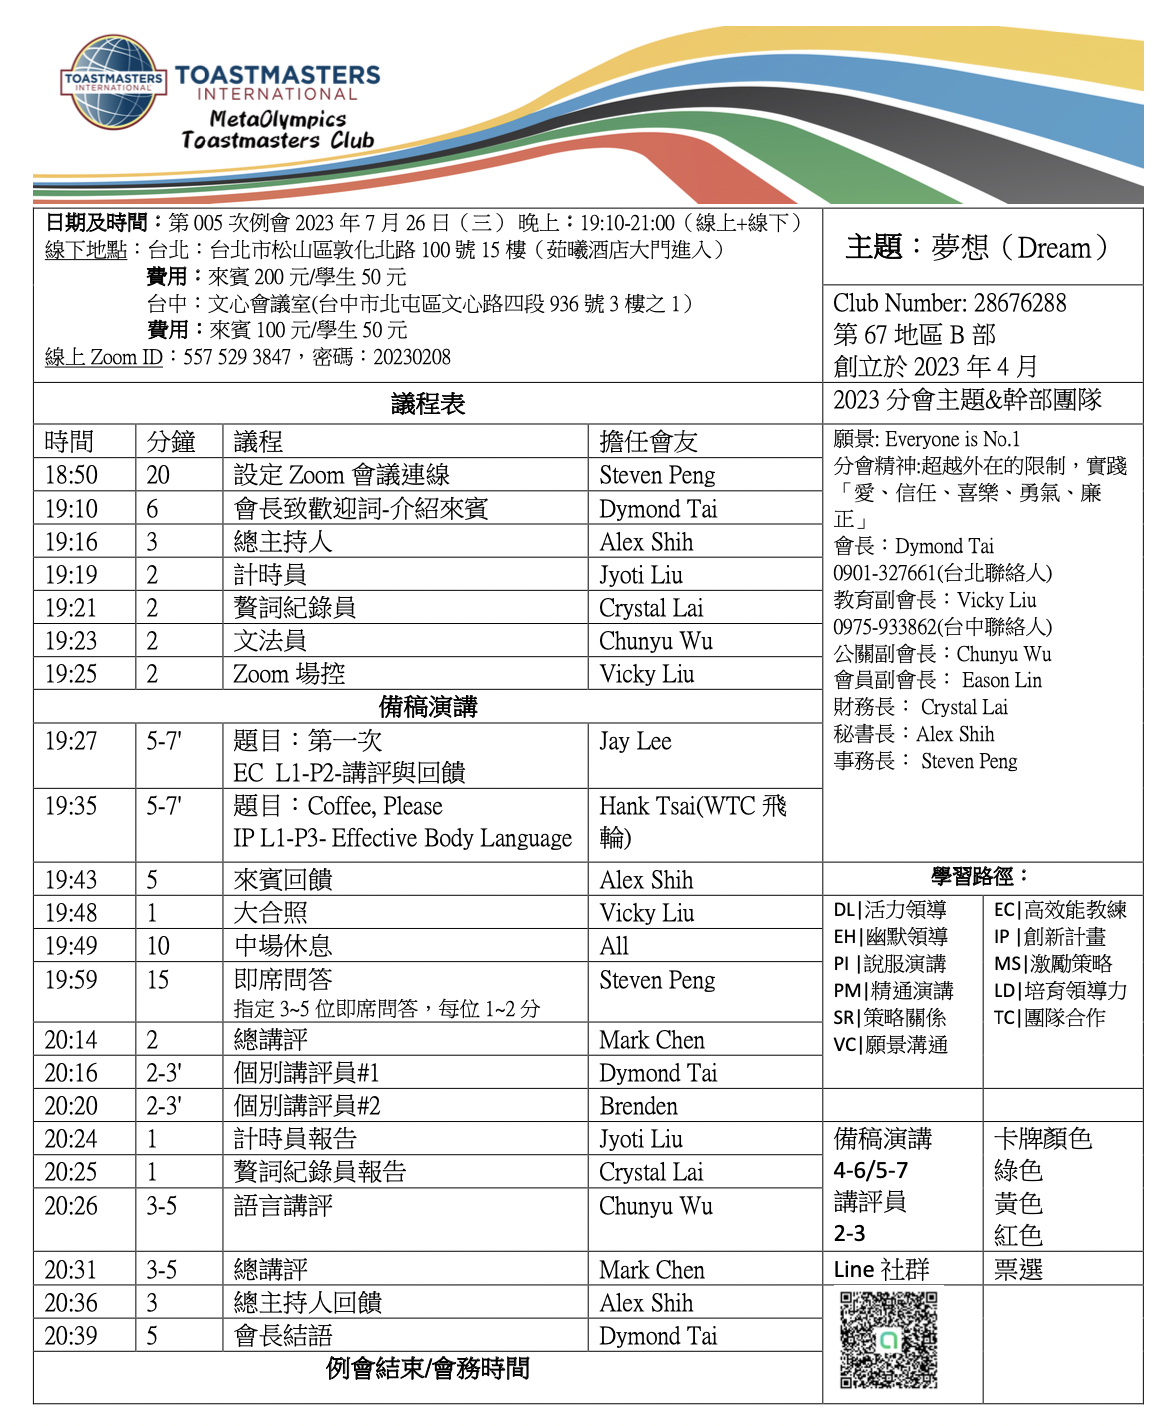 TOASTMASTERS
INTERNATIONAL
TOASTMASTERS
INTERNATIONAL
MetaOlympics
Toastmasters Club
日期及時間：第 005 次例會 2023 年 7 月 26 日（三） 晚上：19:10-21:00（線上+線下）
線下地點：台北：台北市松山區敦化北路 100 號 15 樓（茹曦酒店大門進入）
費用：來賓 200 元/學生 50 元
台中：文心會議室(台中市北屯區文心路四段 936 號 3 樓之 1）
費用：來賓 100 元/學生 50 元
線上 Zoom ID：557 529 3847，密碼：20230208
主題：夢想（Dream）
Club Number: 28676288
第 67 地區 B 部
創立於 2023 年 4 月
議程表
2023 分會主題&幹部團隊
時間 分鐘 議程 擔任會友
18:50 20 設定 Zoom 會議連線 Steven Peng
19:10 6 會長致歡迎詞-介紹來賓 Dymond Tai
19:16 3 總主持人 Alex Shih
19:19 2 計時員 Jyoti Liu
19:21 2 贅詞紀錄員 Crystal Lai
19:23 2 文法員 Chunyu Wu
19:25 2 Zoom 場控 Vicky Liu
備稿演講
19:27 5-7' 題目：第一次 Jay Lee
EC L1-P2-講評與回饋
19:35 5-7' 題目：Coffee, Please Hank Tsai(WTC 飛
IP L1-P3- Effective Body Language 輪)
願景: Everyone is No.1
分會精神:超越外在的限制，實踐
「愛、信任、喜樂、勇氣、廉
正」
會長：Dymond Tai
0901-327661(台北聯絡人)
教育副會長：Vicky Liu
0975-933862(台中聯絡人)
公關副會長：Chunyu Wu
會員副會長： Eason Lin
財務長： Crystal Lai
秘書長：Alex Shih
事務長： Steven Peng
19:43 5 來賓回饋 Alex Shih
19:48 1 大合照 Vicky Liu
19:49 10 中場休息 All
19:59 15 即席問答 Steven Peng
指定 3~5 位即席問答，每位 1~2 分
20:14 2 總講評 Mark Chen
20:16 2-3' 個別講評員#1 Dymond Tai
20:20 2-3' 個別講評員#2 Brenden
20:24 1 計時員報告 Jyoti Liu
20:25 1 贅詞紀錄員報告 Crystal Lai
20:26 3-5 語言講評 Chunyu Wu
20:31 3-5 總講評 Mark Chen
20:36 3 總主持人回饋 Alex Shih
20:39 5 會長結語 Dymond Tai
例會結束/會務時間
學習路徑：
DL|活力領導 EC|高效能教練
EH|幽默領導 IP |創新計畫
PI |說服演講 MS|激勵策略
PM|精通演講 LD|培育領導力
SR|策略關係 TC|團隊合作
VC|願景溝通
備稿演講 卡牌顏色
4-6/5-7 綠色
講評員 黃色
2-3 紅色
Line 社群 票選